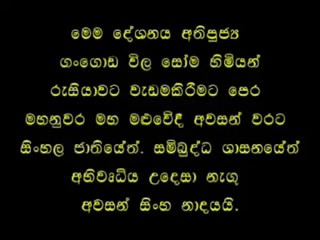 මෙම දේශනය අතිපූජ්‍ය
ගංගොඩ විල සෝම හිමියන්
රුසියාවට වැඩමකිරීමට පෙර
මහනුවර මහ මළුවේදී අවසන් වරට
සිංහල ජාතියේත්. සම්බුද්ධ ශාසනයේත්
අභිවෘධිය උදෙසා නැගූ
අවසන් සිංහ නාදයයි.